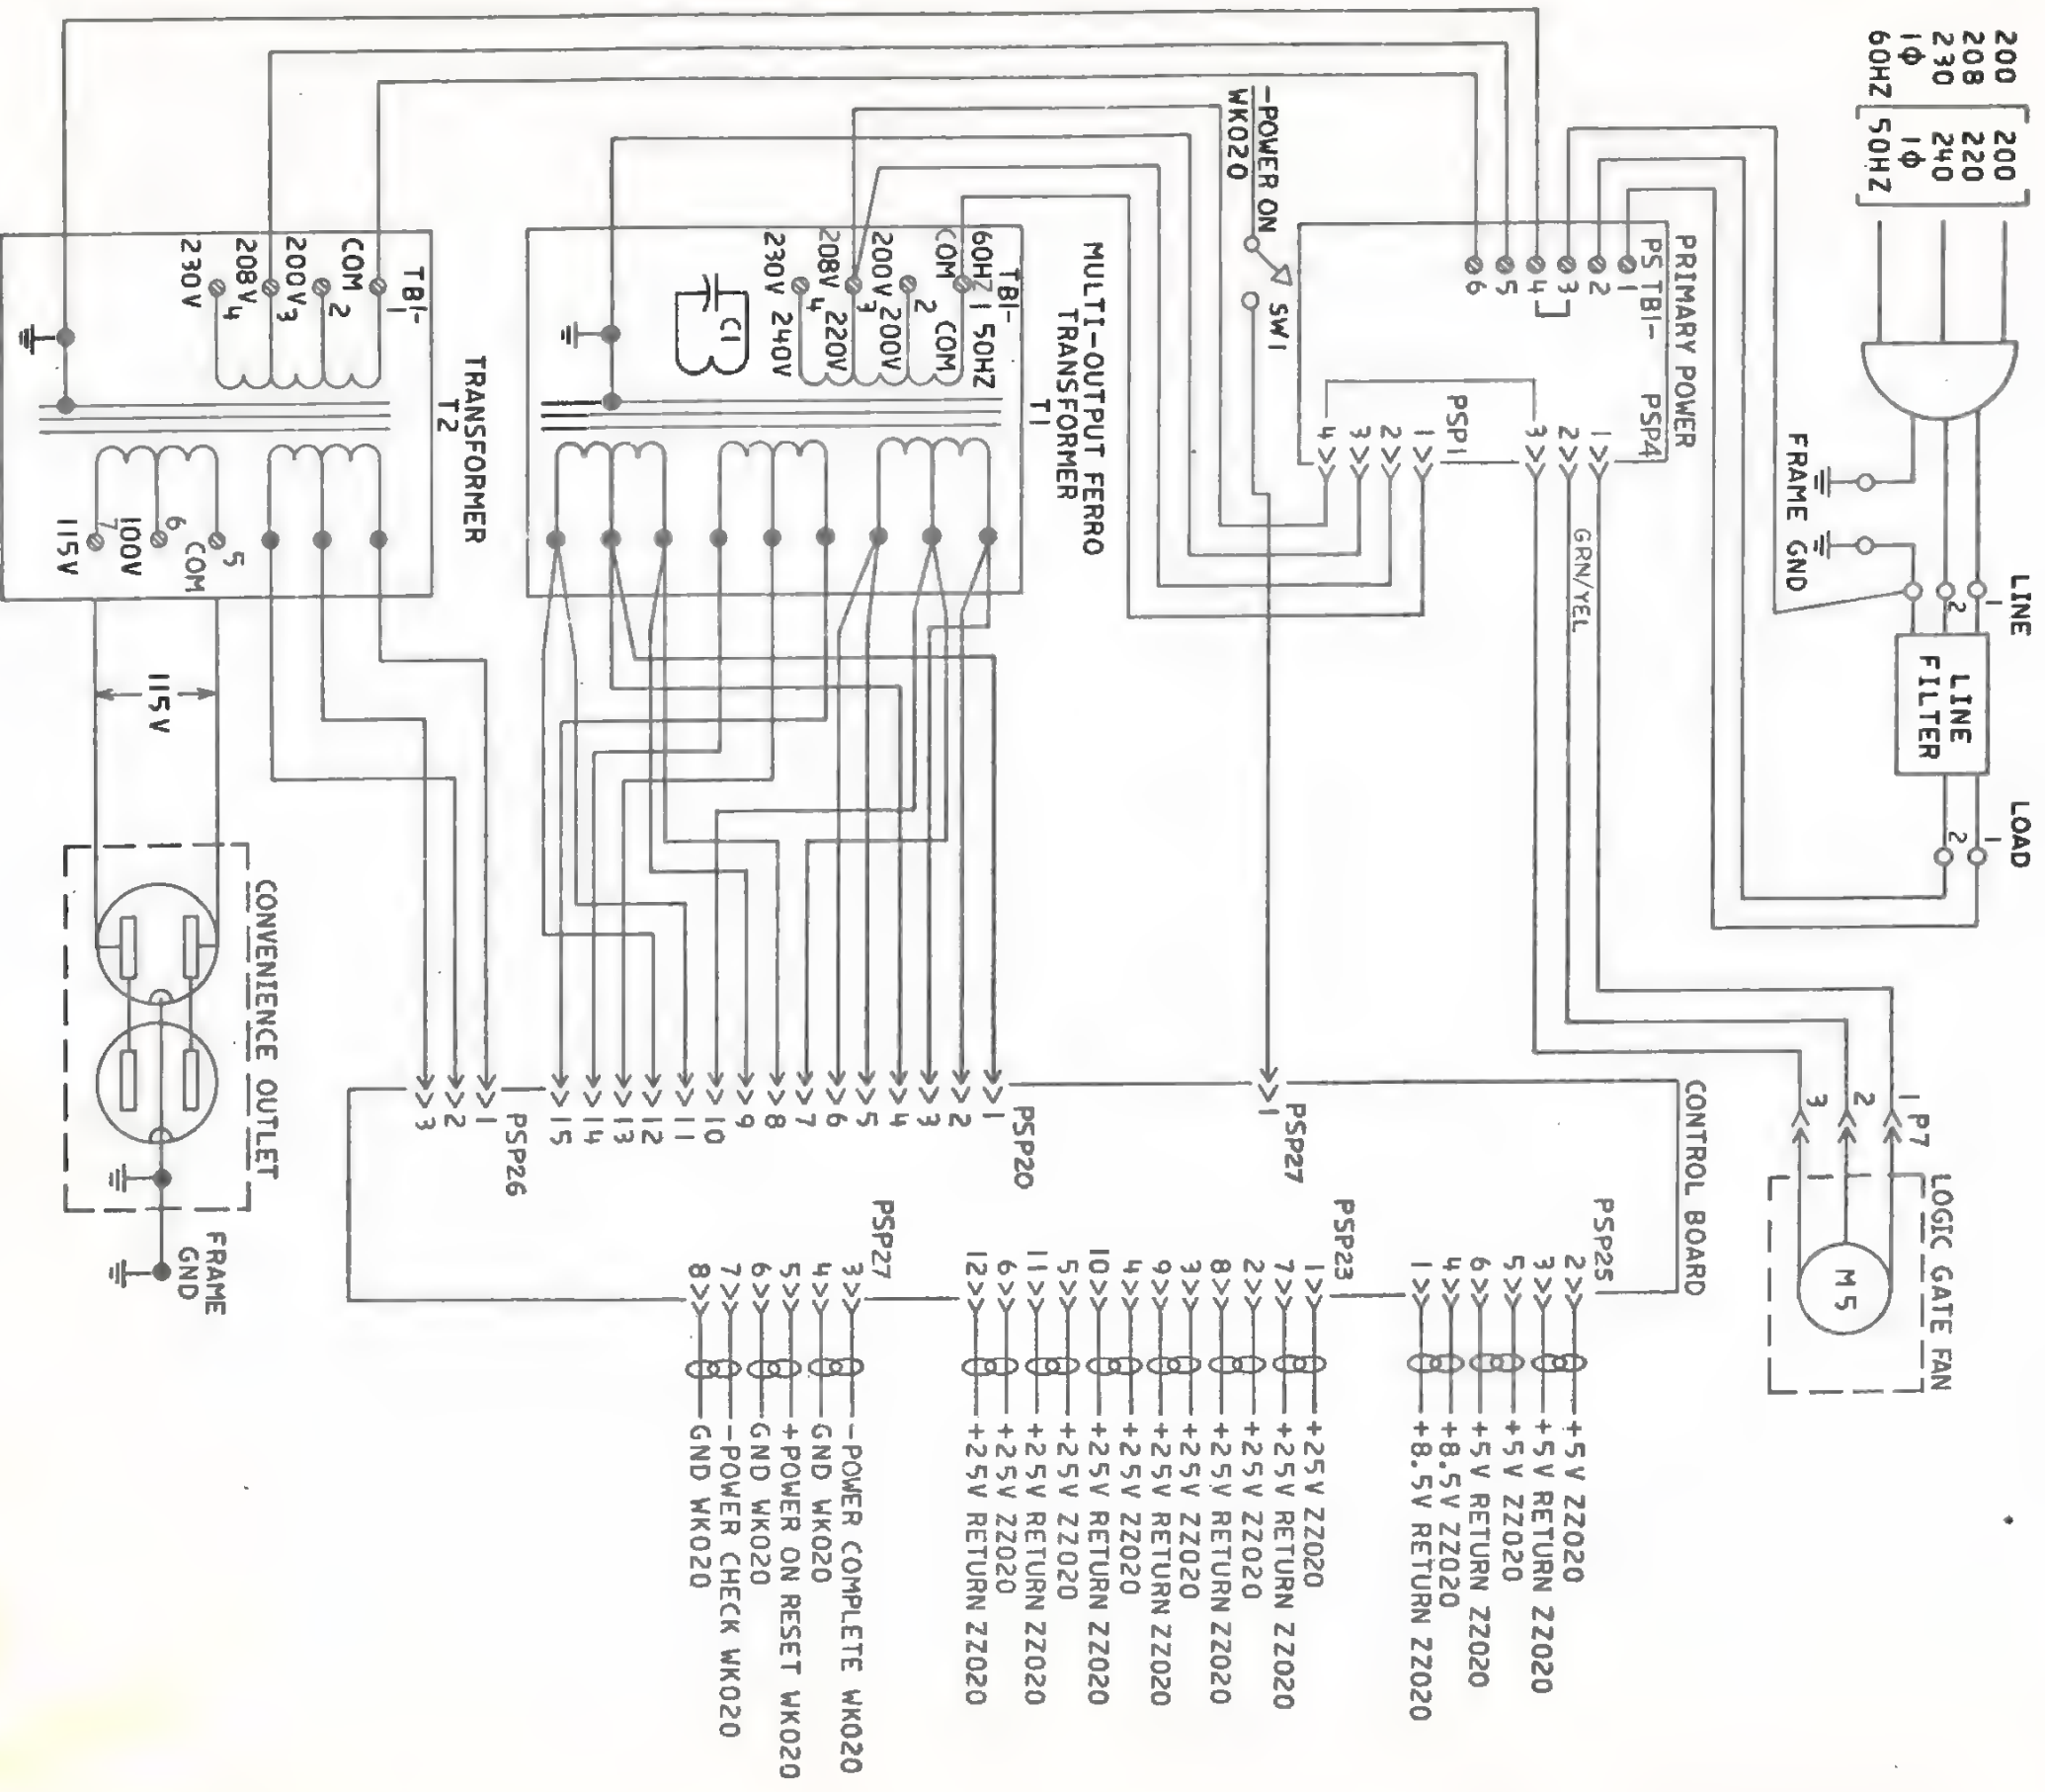 200 200
208 220
230 240
1Φ 1Φ
60HZ 50HZ
FRAME GND
LINE
1
2
LINE
FILTER
LOAD
1
2
PRIMARY POWER
PS TB1-
1
2
3
4
5
6
PSP4
1
2
3
PSP1
1
2
3
4
GRN/YEL
-POWER ON
WK020
SW1
P7
1
2
3
LOGIC GATE FAN
M5
MULTI-OUTPUT FERRO
TRANSFORMER
T1
TB1-
60HZ 1 50HZ
COM COM
2
200V 200V
3
208V 220V
4
230V 240V
C1
TRANSFORMER
T2
TB1-
1
COM
2
200V
3
208V
4
230V
5
COM
6
100V
7
115V
115V
CONVENIENCE OUTLET
FRAME
GND
CONTROL BOARD
PSP27
1
PSP20
1
2
3
4
5
6
7
8
9
10
11
12
13
14
15
PSP26
1
2
3
PSP25
2 +5V ZZ020
3 +5V RETURN ZZ020
5 +5V ZZ020
6 +5V RETURN ZZ020
4 +8.5V ZZ020
1 +8.5V RETURN ZZ020
PSP23
1 +25V ZZ020
7 +25V RETURN ZZ020
2 +25V ZZ020
8 +25V RETURN ZZ020
3 +25V ZZ020
9 +25V RETURN ZZ020
4 +25V ZZ020
10 +25V RETURN ZZ020
5 +25V ZZ020
11 +25V RETURN ZZ020
6 +25V ZZ020
12 +25V RETURN ZZ020
PSP27
3 -POWER COMPLETE WK020
4 GND WK020
5 +POWER ON RESET WK020
6 GND WK020
7 -POWER CHECK WK020
8 GND WK020